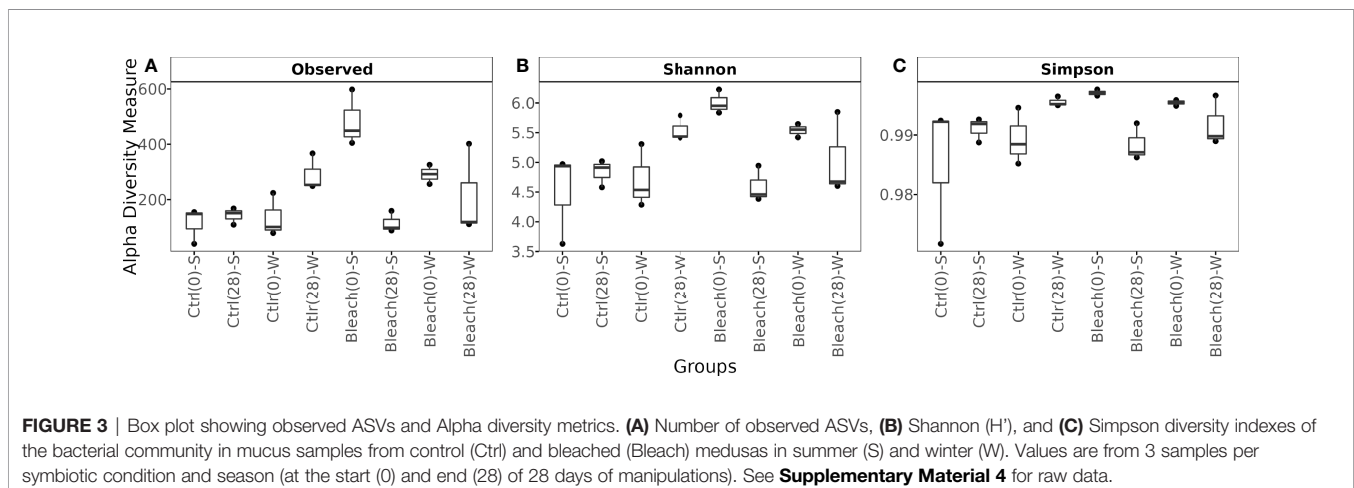 A Observed
B Shannon
C Simpson
Alpha Diversity Measure
600
400
200
6.0
5.5
5.0
4.5
4.0
3.5
0.99
0.98
Ctrl(0)-S
Ctrl(28)-S
Ctlr(0)-W
Ctlr(28)-W
Bleach(0)-S
Bleach(28)-S
Bleach(0)-W
Bleach(28)-W
Ctrl(0)-S
Ctrl(28)-S
Ctlr(0)-W
Ctlr(28)-W
Bleach(0)-S
Bleach(28)-S
Bleach(0)-W
Bleach(28)-W
Ctrl(0)-S
Ctrl(28)-S
Ctlr(0)-W
Ctlr(28)-W
Bleach(0)-S
Bleach(28)-S
Bleach(0)-W
Bleach(28)-W
Groups
FIGURE 3 | Box plot showing observed ASVs and Alpha diversity metrics. (A) Number of observed ASVs, (B) Shannon (H’), and (C) Simpson diversity indexes of
the bacterial community in mucus samples from control (Ctrl) and bleached (Bleach) medusas in summer (S) and winter (W). Values are from 3 samples per
symbiotic condition and season (at the start (0) and end (28) of 28 days of manipulations). See Supplementary Material 4 for raw data.